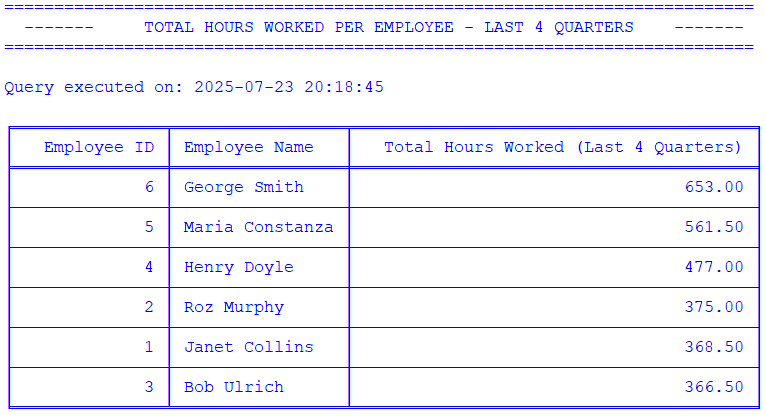 ===========================================================================
------- TOTAL HOURS WORKED PER EMPLOYEE - LAST 4 QUARTERS -------
===========================================================================
Query executed on: 2025-07-23 20:18:45
Employee ID Employee Name Total Hours Worked (Last 4 Quarters)
6 George Smith 653.00
5 Maria Constanza 561.50
4 Henry Doyle 477.00
2 Roz Murphy 375.00
1 Janet Collins 368.50
3 Bob Ulrich 366.50